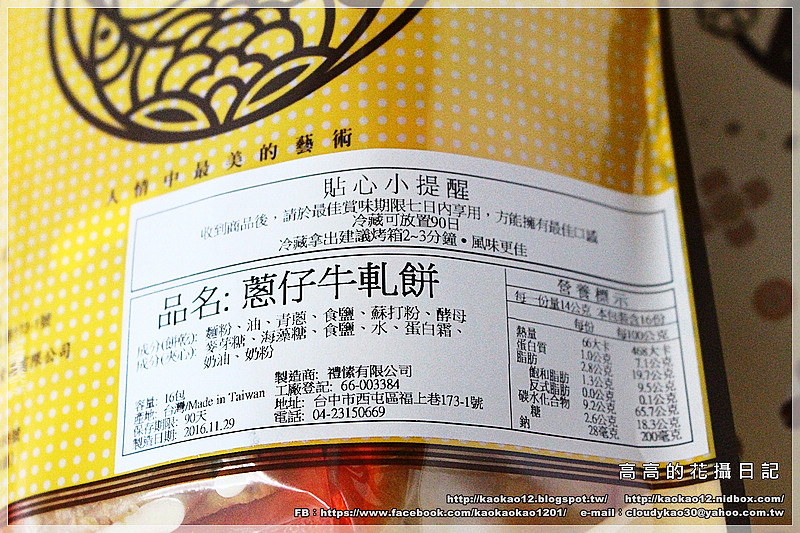 人情中最美的藝術
貼心小提醒
收到商品後，請於最佳賞味期限七日內享用，方能擁有最佳口感
冷藏可放置90日
冷藏拿出建議烤箱2~3分鐘•風味更佳
品名: 蔥仔牛軋餅
成分(餅乾): 麵粉、油、青蔥、食鹽、蘇打粉、酵母
成分(夾心): 麥芽糖、海藻糖、食鹽、水、蛋白霜、
奶油、奶粉
容量: 16包
產地: 台灣/Made in Taiwan
保存期限: 90天
製造日期: 2016.11.29
製造商: 禮愫有限公司
工廠登記: 66-003384
地址: 台中市西屯區福上巷173-1號
電話: 04-23150669
營養標示
每一份量14公克 本包裝含16份
每份 每100公克
熱量 66大卡 468大卡
蛋白質 1.0公克 7.1公克
脂肪 2.8公克 19.7公克
飽和脂肪 1.3公克 9.5公克
反式脂肪 0.0公克 0.1公克
碳水化合物 9.2公克 65.7公克
糖 2.6公克 18.3公克
鈉 28毫克 200毫克
有限公司
高高的花攝日記
http://kaokao12.blogspot.tw/ http://kaokao12.nidbox.com/
FB：https://www.facebook.com/kaokaokao1201/ e-mail：cloudykao30@yahoo.com.tw